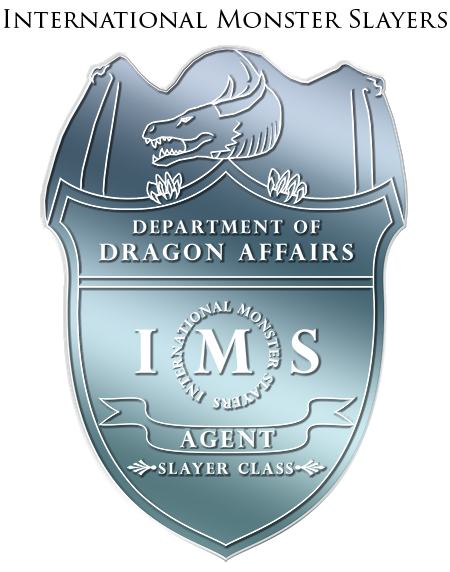 INTERNATIONAL MONSTER SLAYERS
DEPARTMENT OF
DRAGON AFFAIRS
I M S
INTERNATIONAL MONSTER SLAYERS
AGENT
SLAYER CLASS